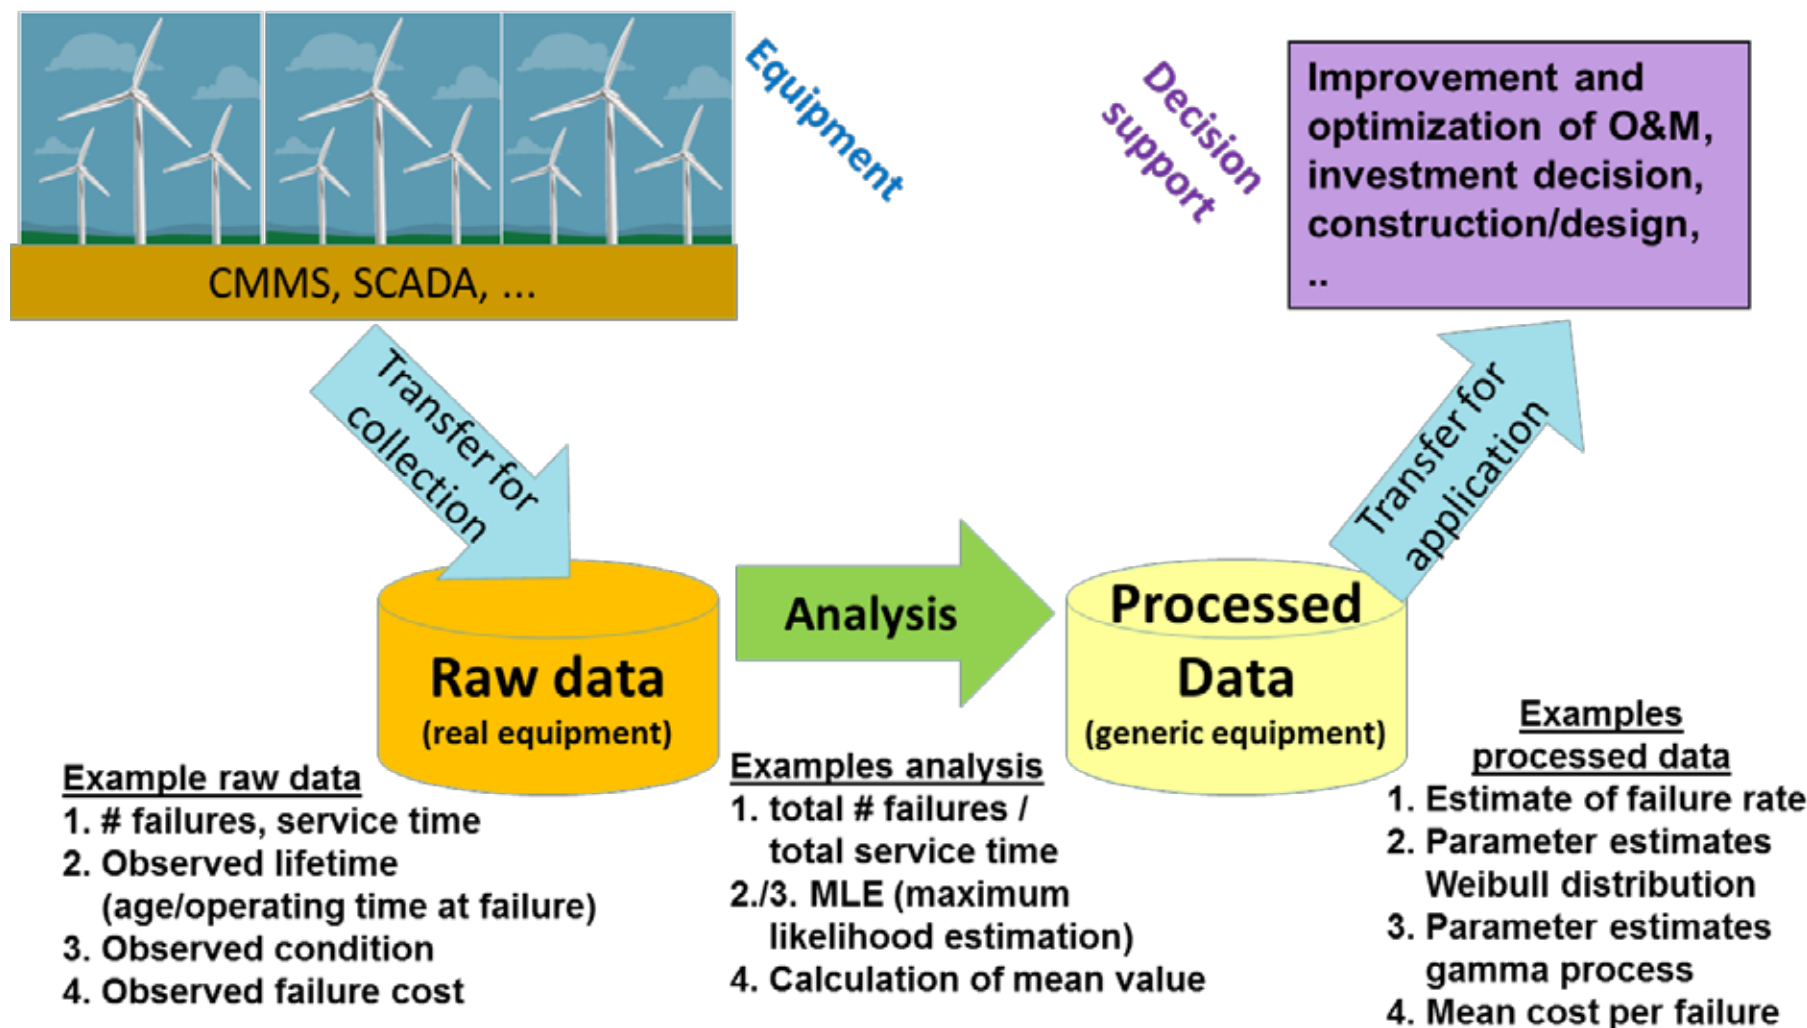 Equipment
Decision
support
Improvement and
optimization of O&M,
investment decision,
construction/design,
..
CMMS, SCADA, ...
Transfer for
collection
Transfer for
application
Analysis
Raw data
(real equipment)
Processed
Data
(generic equipment)
Example raw data
1. # failures, service time
2. Observed lifetime
(age/operating time at failure)
3. Observed condition
4. Observed failure cost
Examples analysis
1. total # failures /
total service time
2./3. MLE (maximum
likelihood estimation)
4. Calculation of mean value
Examples
processed data
1. Estimate of failure rate
2. Parameter estimates
Weibull distribution
3. Parameter estimates
gamma process
4. Mean cost per failure